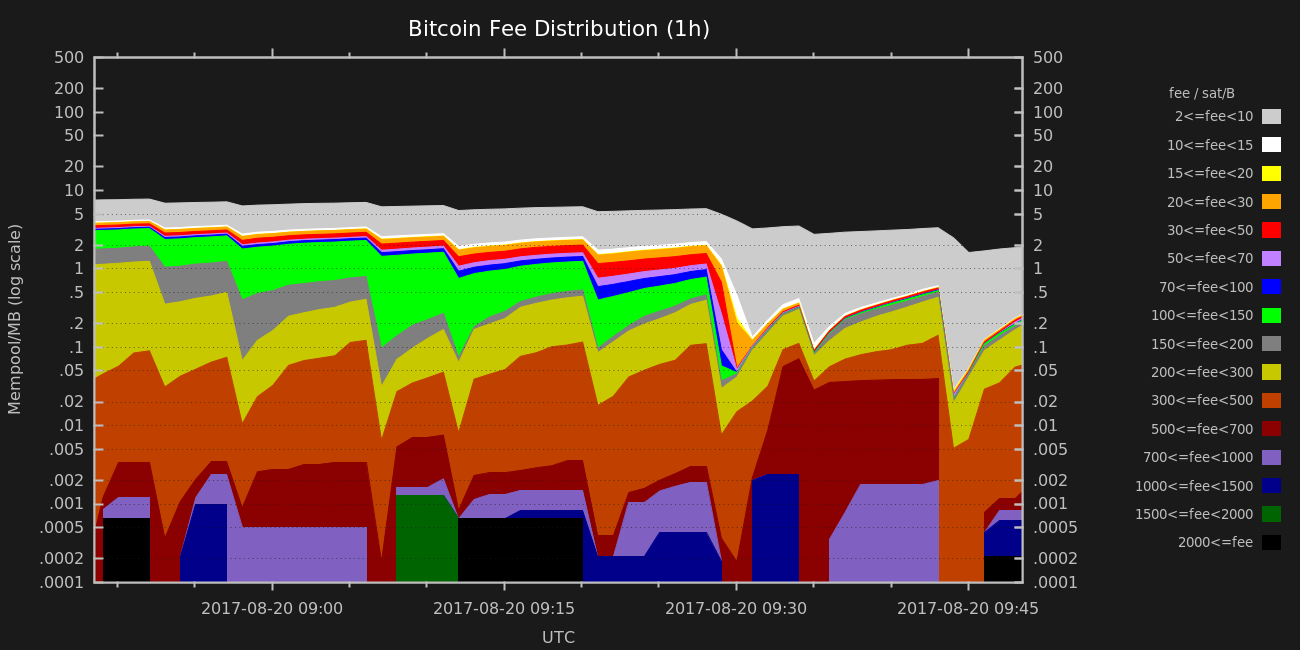 Bitcoin Fee Distribution (1h)
500 500
200 200
100 100
50 50
20 20
10 10
5 5
2 2
1 1
.5 .5
.2 .2
.1 .1
.05 .05
.02 .02
.01 .01
.005 .005
.002 .002
.001 .001
.0005 .0005
.0002 .0002
.0001 .0001
Mempool/MB (log scale)
2017-08-20 09:00 2017-08-20 09:15 2017-08-20 09:30 2017-08-20 09:45
UTC
fee / sat/B
2<=fee<10
10<=fee<15
15<=fee<20
20<=fee<30
30<=fee<50
50<=fee<70
70<=fee<100
100<=fee<150
150<=fee<200
200<=fee<300
300<=fee<500
500<=fee<700
700<=fee<1000
1000<=fee<1500
1500<=fee<2000
2000<=fee